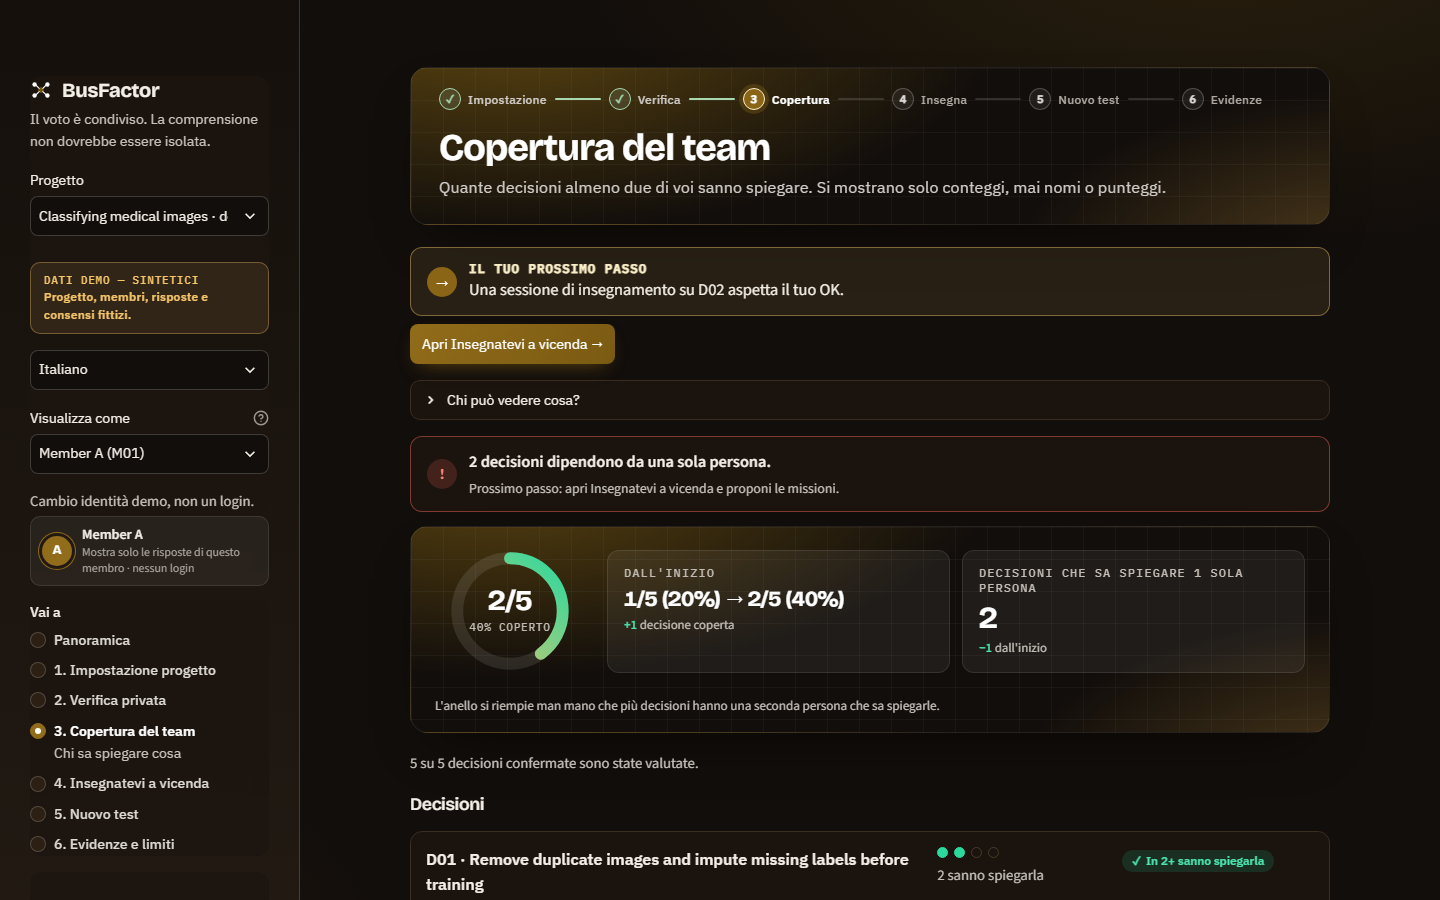 BusFactor
Il voto è condiviso. La comprensione
non dovrebbe essere isolata.
Progetto
Classifying medical images · d
DATI DEMO — SINTETICI
Progetto, membri, risposte e
consensi fittizi.
Italiano
Visualizza come
Member A (M01)
Cambio identità demo, non un login.
A
Member A
Mostra solo le risposte di questo
membro · nessun login
Vai a
Panoramica
1. Impostazione progetto
2. Verifica privata
3. Copertura del team
Chi sa spiegare cosa
4. Insegnatevi a vicenda
5. Nuovo test
6. Evidenze e limiti
✓ Impostazione ✓ Verifica 3 Copertura 4 Insegna 5 Nuovo test 6 Evidenze
Copertura del team
Quante decisioni almeno due di voi sanno spiegare. Si mostrano solo conteggi, mai nomi o punteggi.
→
IL TUO PROSSIMO PASSO
Una sessione di insegnamento su D02 aspetta il tuo OK.
Apri Insegnatevi a vicenda →
Chi può vedere cosa?
!
2 decisioni dipendono da una sola persona.
Prossimo passo: apri Insegnatevi a vicenda e proponi le missioni.
2/5
40% COPERTO
DALL'INIZIO
1/5 (20%) → 2/5 (40%)
+1 decisione coperta
DECISIONI CHE SA SPIEGARE 1 SOLA
PERSONA
2
−1 dall'inizio
L'anello si riempie man mano che più decisioni hanno una seconda persona che sa spiegarle.
5 su 5 decisioni confermate sono state valutate.
Decisioni
D01 · Remove duplicate images and impute missing labels before
training
2 sanno spiegarla
✓ In 2+ sanno spiegarla